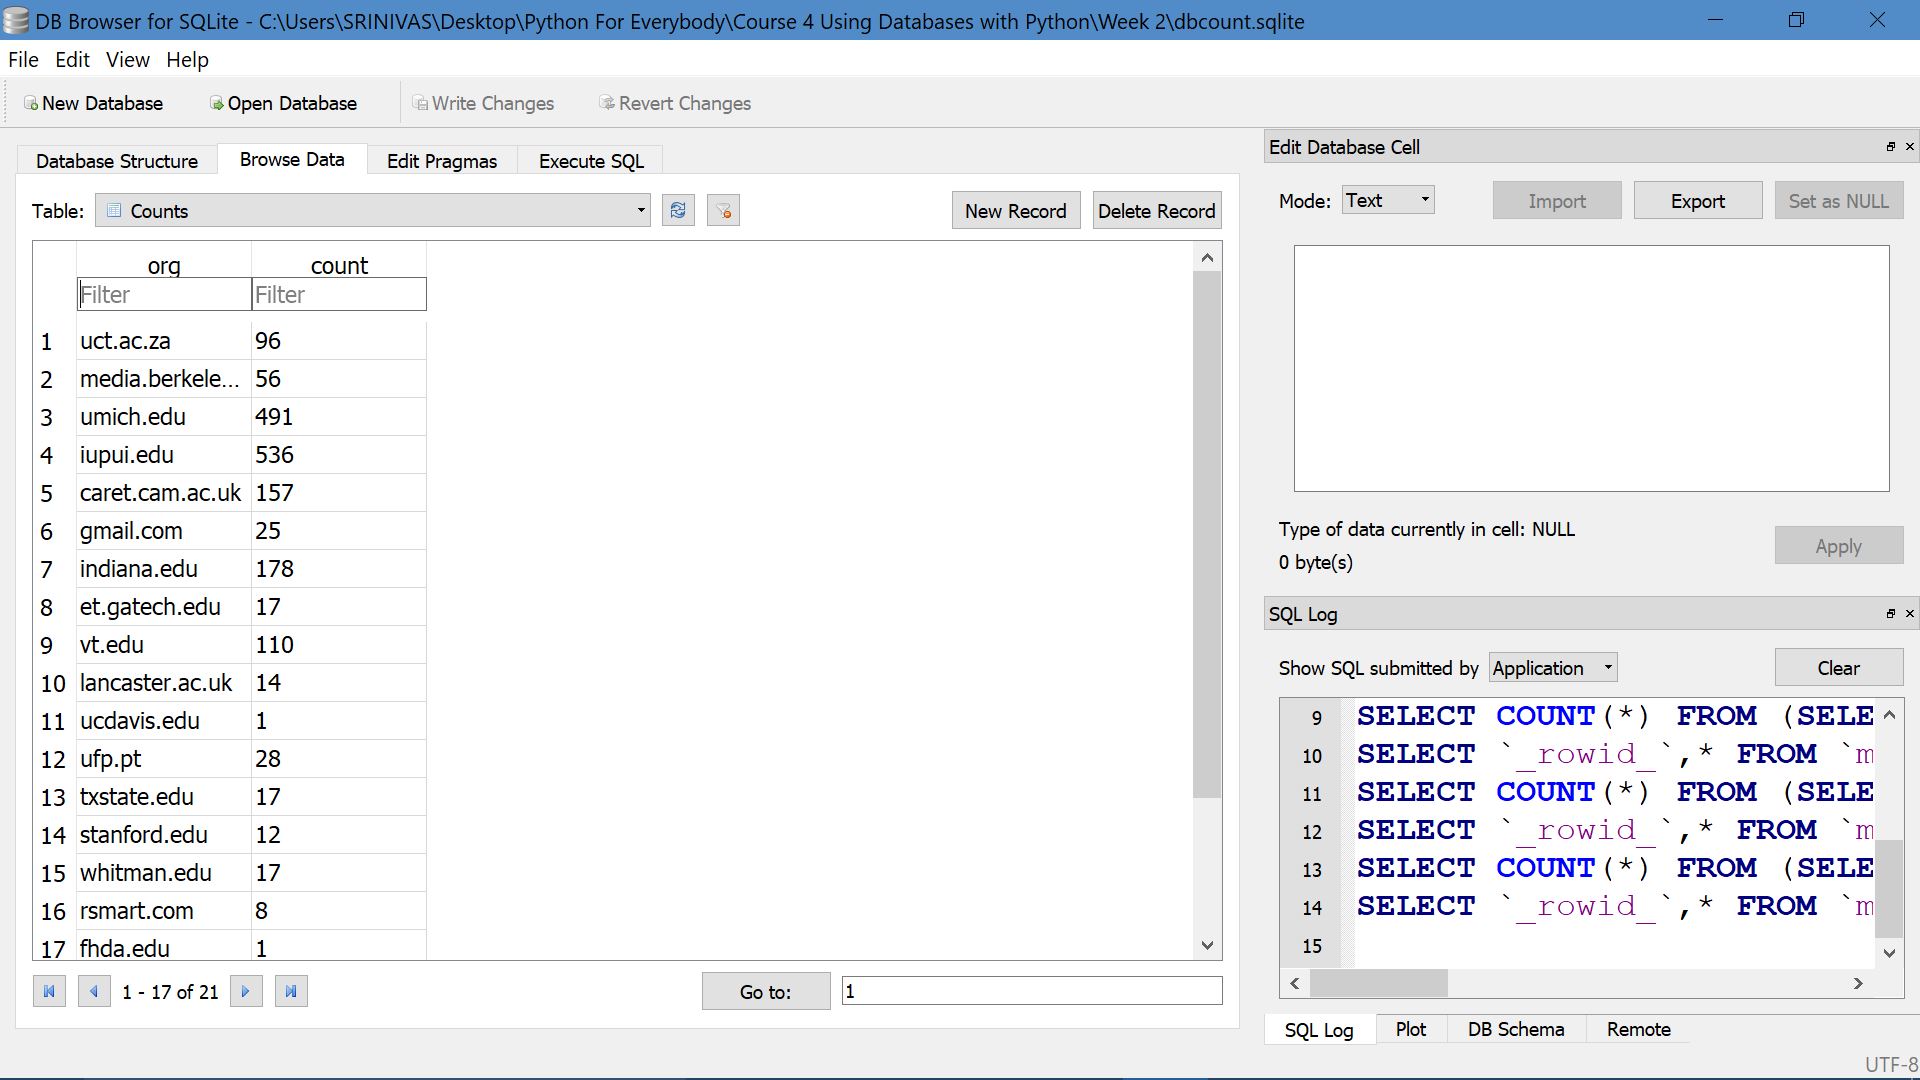 DB Browser for SQLite - C:\Users\SRINIVAS\Desktop\Python For Everybody\Course 4 Using Databases with Python\Week 2\dbcount.sqlite
File Edit View Help
New Database Open Database Write Changes Revert Changes
Database Structure Browse Data Edit Pragmas Execute SQL
Table: Counts New Record Delete Record
org count
Filter Filter
1 uct.ac.za 96
2 media.berkele... 56
3 umich.edu 491
4 iupui.edu 536
5 caret.cam.ac.uk 157
6 gmail.com 25
7 indiana.edu 178
8 et.gatech.edu 17
9 vt.edu 110
10 lancaster.ac.uk 14
11 ucdavis.edu 1
12 ufp.pt 28
13 txstate.edu 17
14 stanford.edu 12
15 whitman.edu 17
16 rsmart.com 8
17 fhda.edu 1
1 - 17 of 21 Go to: 1
Edit Database Cell
Mode: Text Import Export Set as NULL
Type of data currently in cell: NULL
0 byte(s)
Apply
SQL Log
Show SQL submitted by Application Clear
9 SELECT COUNT(*) FROM (SELE
10 SELECT `_rowid_`,* FROM `m
11 SELECT COUNT(*) FROM (SELE
12 SELECT `_rowid_`,* FROM `m
13 SELECT COUNT(*) FROM (SELE
14 SELECT `_rowid_`,* FROM `m
15
SQL Log Plot DB Schema Remote
UTF-8